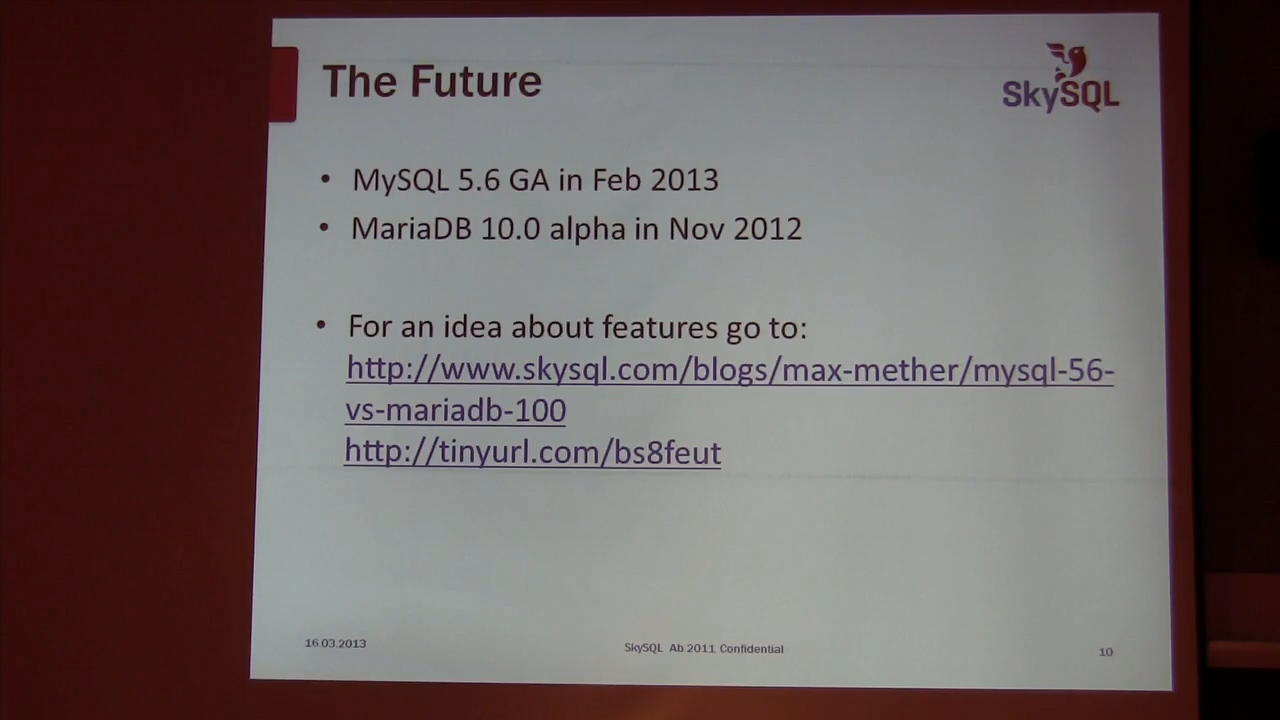 The Future
SkySQL
• MySQL 5.6 GA in Feb 2013
• MariaDB 10.0 alpha in Nov 2012
• For an idea about features go to:
http://www.skysql.com/blogs/max-mether/mysql-56-
vs-mariadb-100
http://tinyurl.com/bs8feut
16.03.2013
SkySQL Ab 2011 Confidential
10